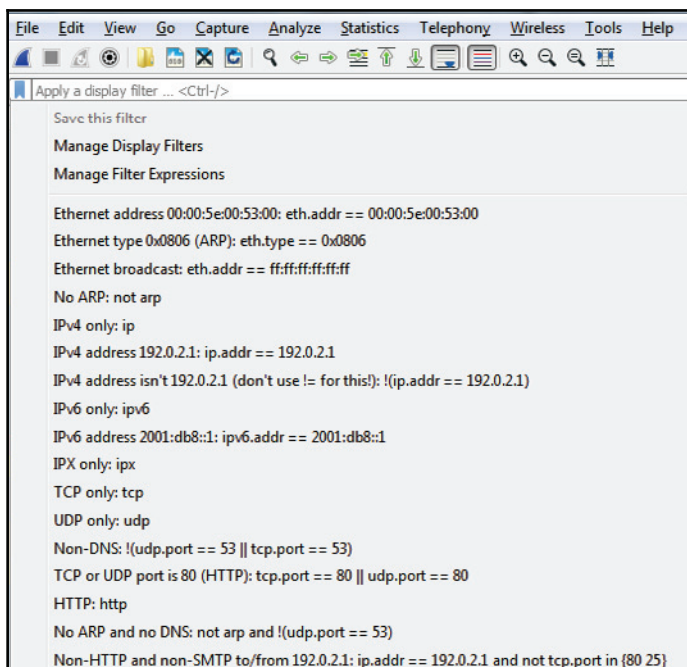 File Edit View Go Capture Analyze Statistics Telephony Wireless Tools Help
Apply a display filter ... <Ctrl-/>
Save this filter
Manage Display Filters
Manage Filter Expressions
Ethernet address 00:00:5e:00:53:00: eth.addr == 00:00:5e:00:53:00
Ethernet type 0x0806 (ARP): eth.type == 0x0806
Ethernet broadcast: eth.addr == ff:ff:ff:ff:ff:ff
No ARP: not arp
IPv4 only: ip
IPv4 address 192.0.2.1: ip.addr == 192.0.2.1
IPv4 address isn't 192.0.2.1 (don't use != for this!): !(ip.addr == 192.0.2.1)
IPv6 only: ipv6
IPv6 address 2001:db8::1: ipv6.addr == 2001:db8::1
IPX only: ipx
TCP only: tcp
UDP only: udp
Non-DNS: !(udp.port == 53 || tcp.port == 53)
TCP or UDP port is 80 (HTTP): tcp.port == 80 || udp.port == 80
HTTP: http
No ARP and no DNS: not arp and !(udp.port == 53)
Non-HTTP and non-SMTP to/from 192.0.2.1: ip.addr == 192.0.2.1 and not tcp.port in {80 25}